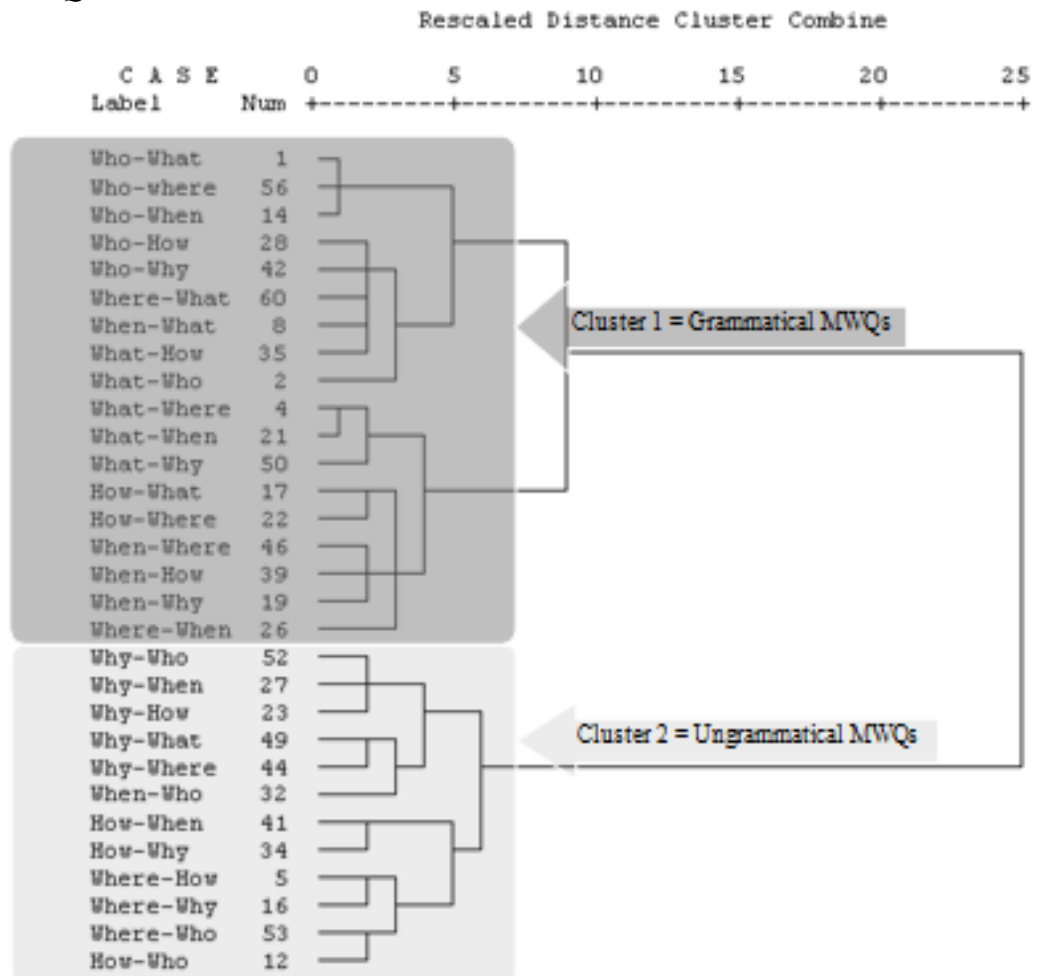 Rescaled Distance Cluster Combine
C A S E 0 5 10 15 20 25
Label Num +---------+---------+---------+---------+---------+
Who-What 1
Who-where 56
Who-When 14
Who-How 28
Who-Why 42
Where-What 60
When-What 8
Cluster 1 = Grammatical MWQs
What-How 35
What-Who 2
What-Where 4
What-When 21
What-Why 50
How-What 17
How-Where 22
When-Where 46
When-How 39
When-Why 19
Where-When 26
Why-Who 52
Why-When 27
Why-How 23
Why-What 49
Cluster 2 = Ungrammatical MWQs
Why-Where 44
When-Who 32
How-When 41
How-Why 34
Where-How 5
Where-Why 16
Where-Who 53
How-Who 12